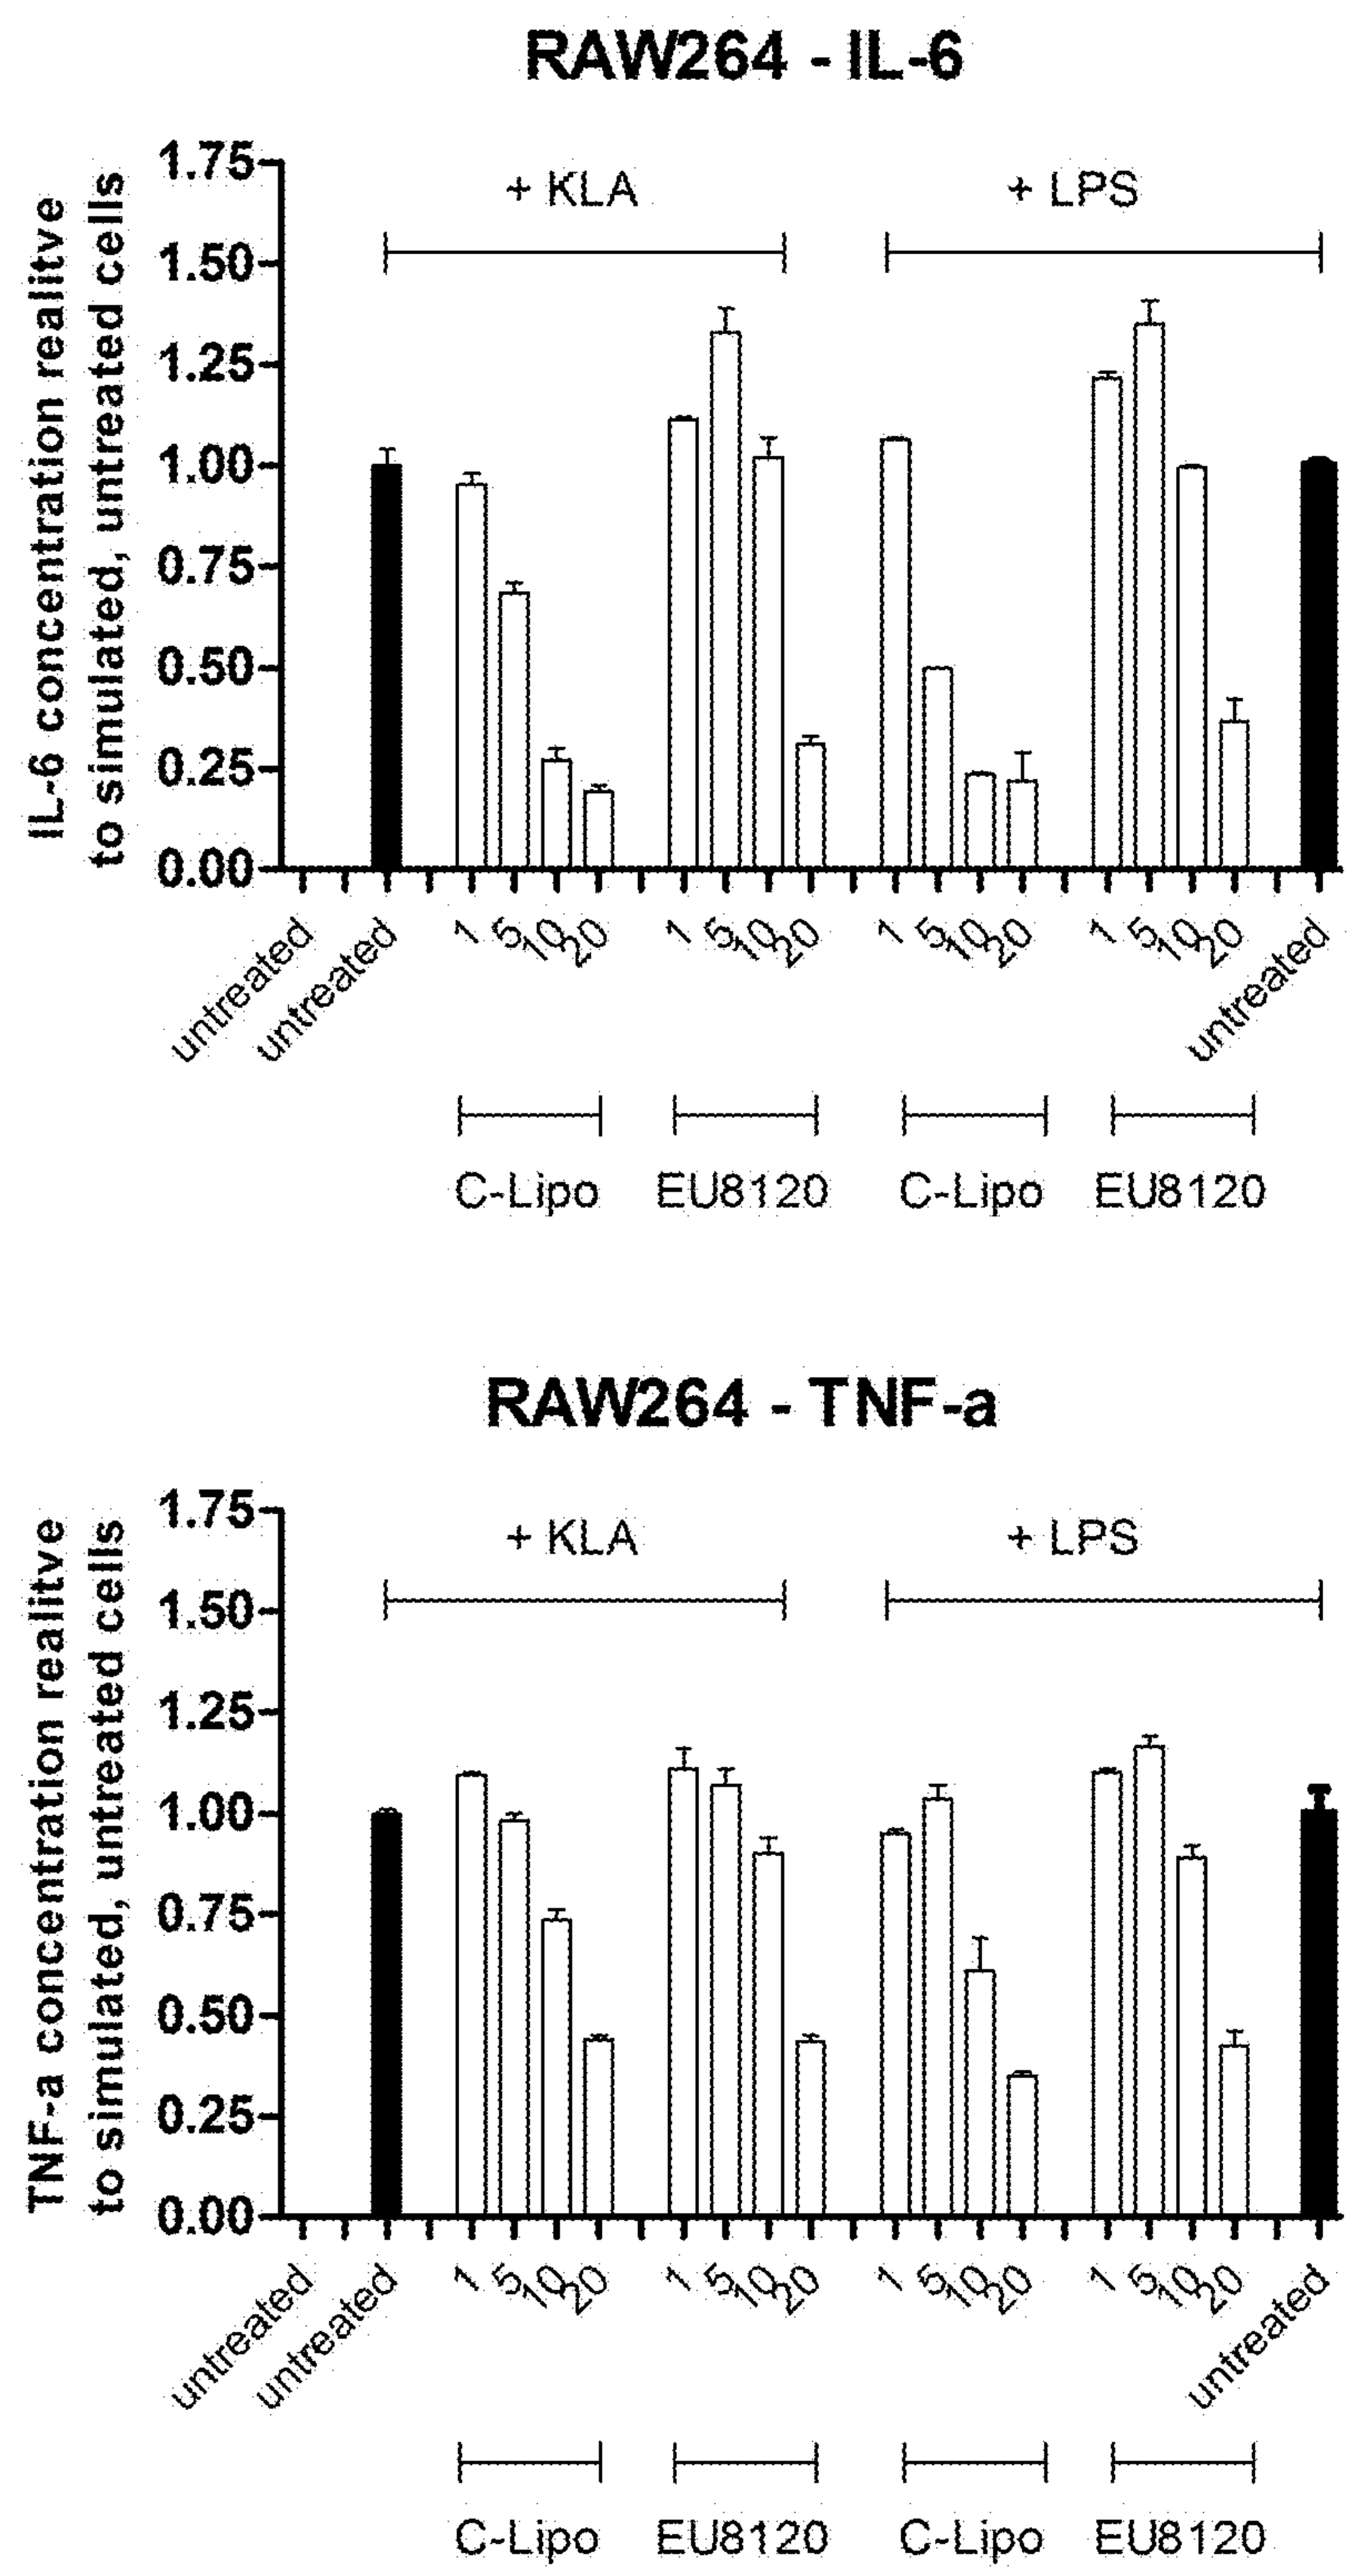 RAW264 - IL-6
IL-6 concentration realitve
to simulated, untreated cells
1.75
1.50
1.25
1.00
0.75
0.50
0.25
0.00
+ KLA
+ LPS
untreated
untreated
1
5
10
20
1
5
10
20
1
5
10
20
1
5
10
20
untreated
C-Lipo
EU8120
C-Lipo
EU8120
RAW264 - TNF-a
TNF-a concentration realitve
to simulated, untreated cells
1.75
1.50
1.25
1.00
0.75
0.50
0.25
0.00
+ KLA
+ LPS
untreated
untreated
1
5
10
20
1
5
10
20
1
5
10
20
1
5
10
20
untreated
C-Lipo
EU8120
C-Lipo
EU8120